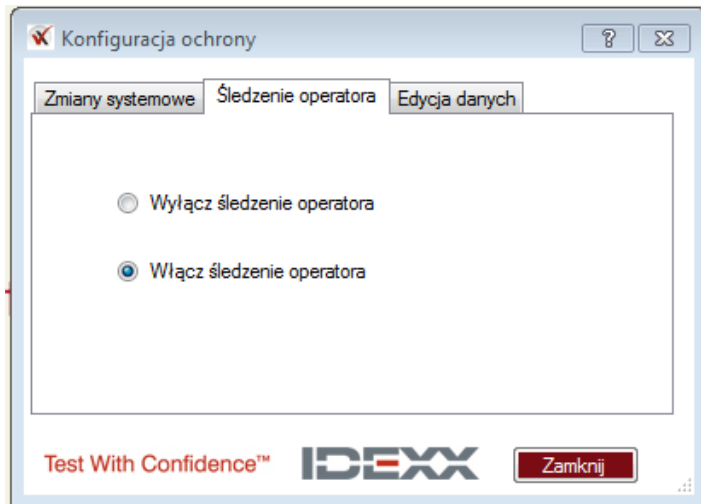 Konfiguracja ochrony
Zmiany systemowe Śledzenie operatora Edycja danych
Wyłącz śledzenie operatora
Włącz śledzenie operatora
Test With Confidence™ IDEXX Zamknij